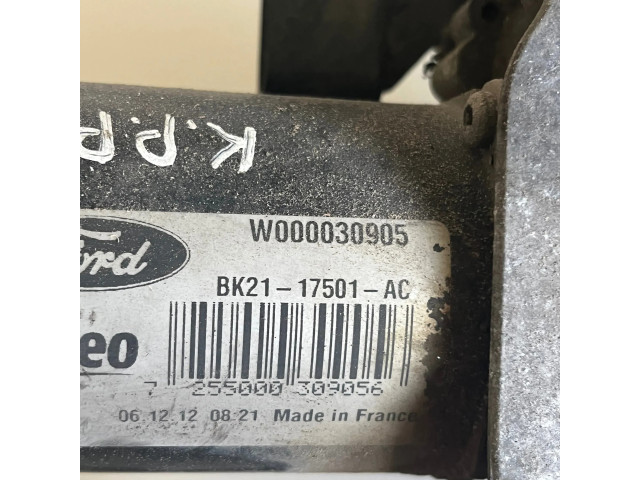 K.P.P
Ford
W000030905
BK21-17501-AC
eo
7 255000 309056
06.12.12 08:21 Made in France